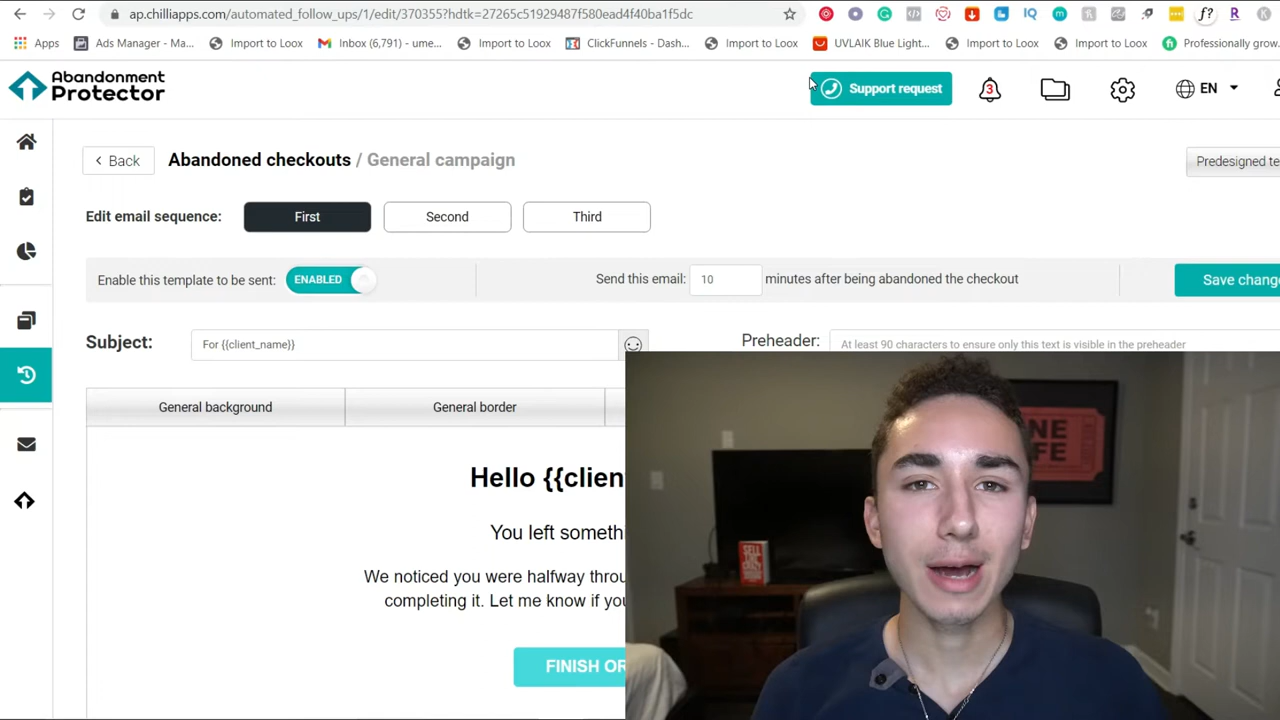 ap.chilliapps.com/automated_follow_ups/1/edit/370355?hdtk=27265c51929487f580ead4f40ba1f5dc
Apps Ads Manager - Ma... Import to Loox Inbox (6,791) - ume... Import to Loox ClickFunnels - Dash... Import to Loox UVLAIK Blue Light... Import to Loox Import to Loox Professionally grow.
Abandonment
Protector
Support request
3
EN
Back
Abandoned checkouts / General campaign
Predesigned te
Edit email sequence:
First
Second
Third
Enable this template to be sent:
ENABLED
Send this email: 10 minutes after being abandoned the checkout
Save change
Subject:
For {{client_name}}
Preheader:
At least 90 characters to ensure only this text is visible in the preheader
General background
General border
Hello {{clien
You left somethi
We noticed you were halfway throu
completing it. Let me know if you
FINISH OR
NE
FE
SELL